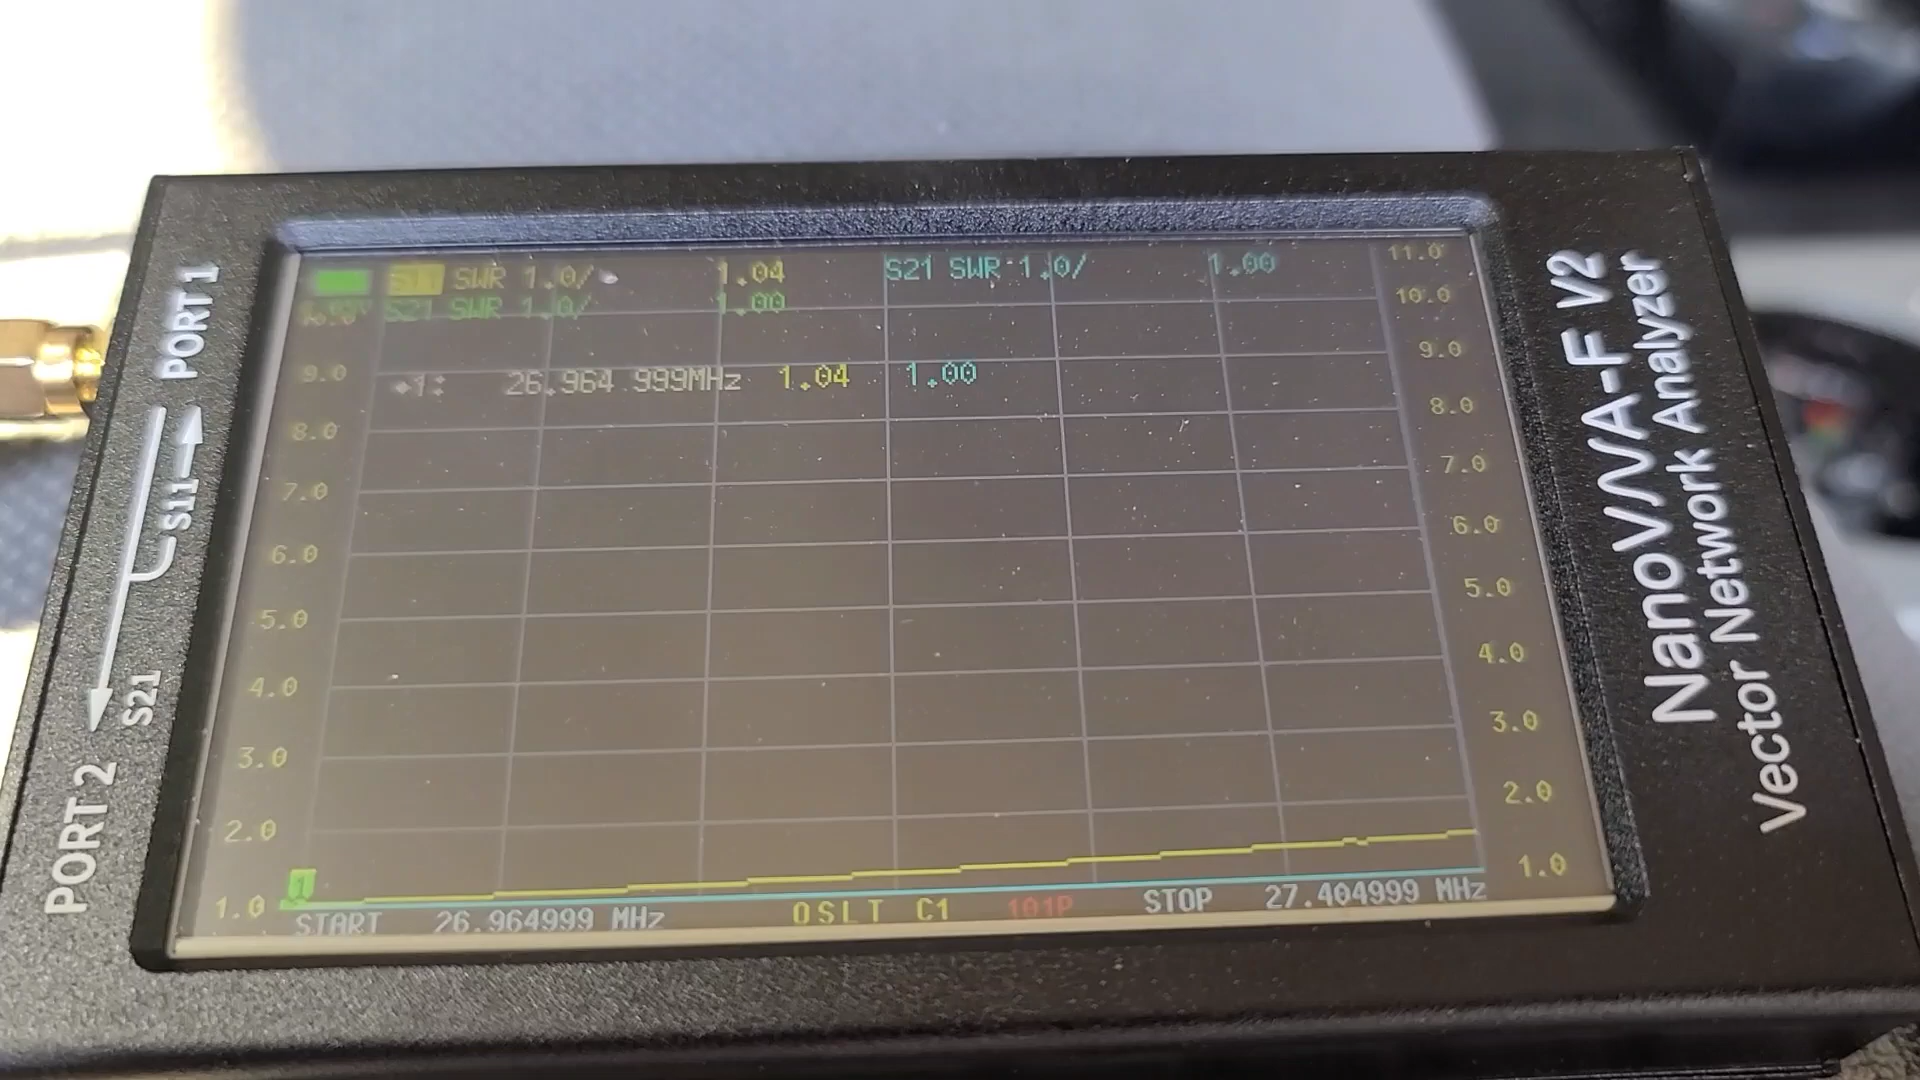 S11 SWR 1.0/ 1.04 S21 SWR 1.0/ 1.00
S21 SWR 1.0/ 1.00
1: 26.964 999MHz 1.04 1.00
11.0
10.0
9.0
8.0
7.0
6.0
5.0
4.0
3.0
2.0
1.0
9.0
8.0
7.0
6.0
5.0
4.0
3.0
2.0
1.0
1
START 26.964999 MHz OSLT C1 101P STOP 27.404999 MHz
PORT 1
S11
S21
PORT 2
NanoVNA-F V2
Vector Network Analyzer